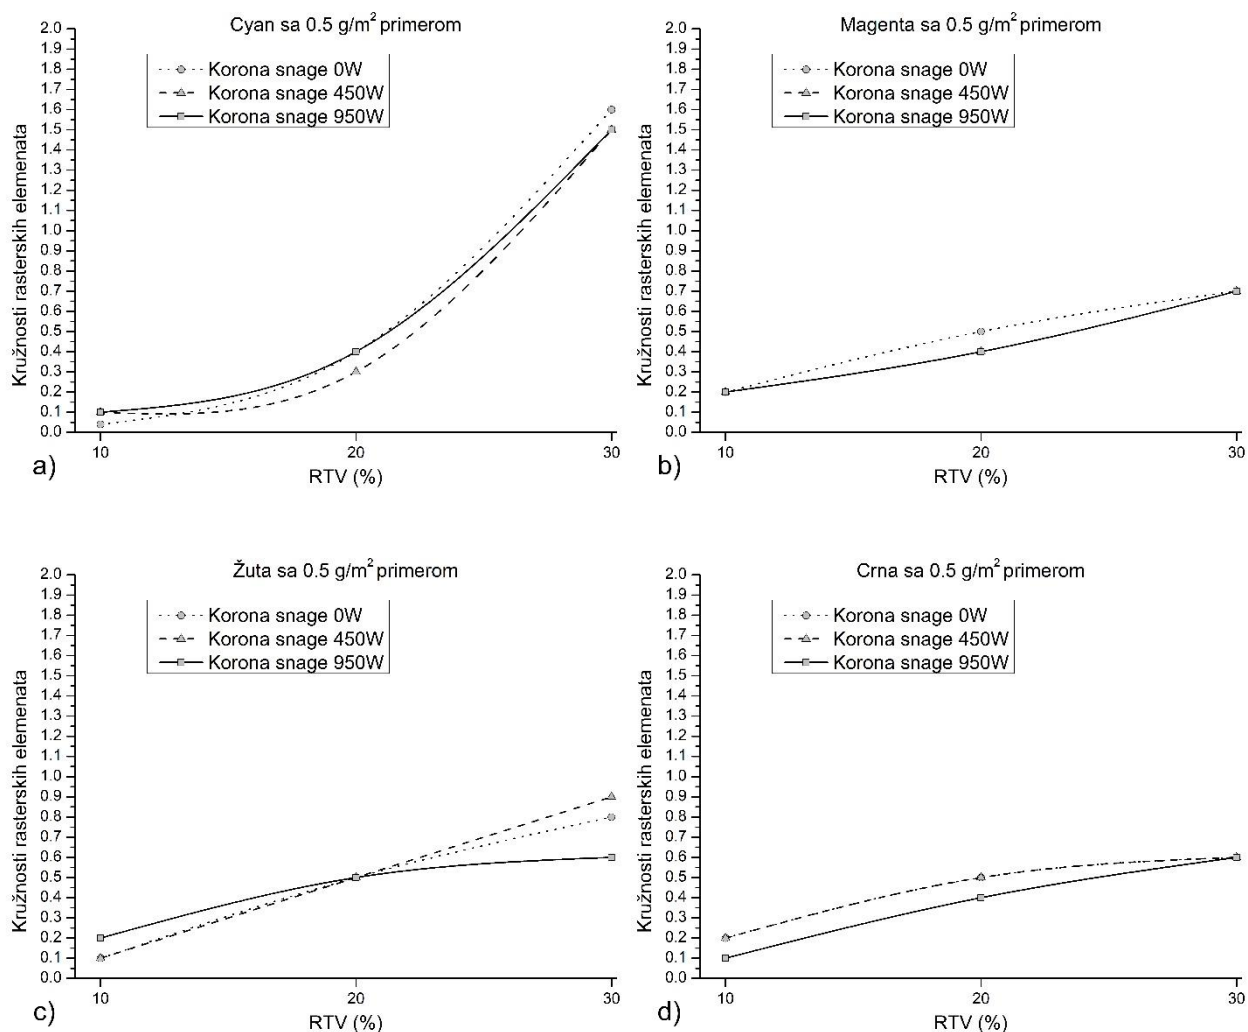 Cyan sa 0.5 g/m² primerom
Korona snage 0W
Korona snage 450W
Korona snage 950W
Kružnosti rasterskih elemenata
2.0
1.9
1.8
1.7
1.6
1.5
1.4
1.3
1.2
1.1
1.0
0.9
0.8
0.7
0.6
0.5
0.4
0.3
0.2
0.1
0.0
10 20 30
RTV (%)
a)
Magenta sa 0.5 g/m² primerom
Korona snage 0W
Korona snage 450W
Korona snage 950W
Kružnosti rasterskih elemenata
2.0
1.9
1.8
1.7
1.6
1.5
1.4
1.3
1.2
1.1
1.0
0.9
0.8
0.7
0.6
0.5
0.4
0.3
0.2
0.1
0.0
10 20 30
RTV (%)
b)
Žuta sa 0.5 g/m² primerom
Korona snage 0W
Korona snage 450W
Korona snage 950W
Kružnosti rasterskih elemenata
2.0
1.9
1.8
1.7
1.6
1.5
1.4
1.3
1.2
1.1
1.0
0.9
0.8
0.7
0.6
0.5
0.4
0.3
0.2
0.1
0.0
10 20 30
RTV (%)
c)
Crna sa 0.5 g/m² primerom
Korona snage 0W
Korona snage 450W
Korona snage 950W
Kružnosti rasterskih elemenata
2.0
1.9
1.8
1.7
1.6
1.5
1.4
1.3
1.2
1.1
1.0
0.9
0.8
0.7
0.6
0.5
0.4
0.3
0.2
0.1
0.0
10 20 30
RTV (%)
d)